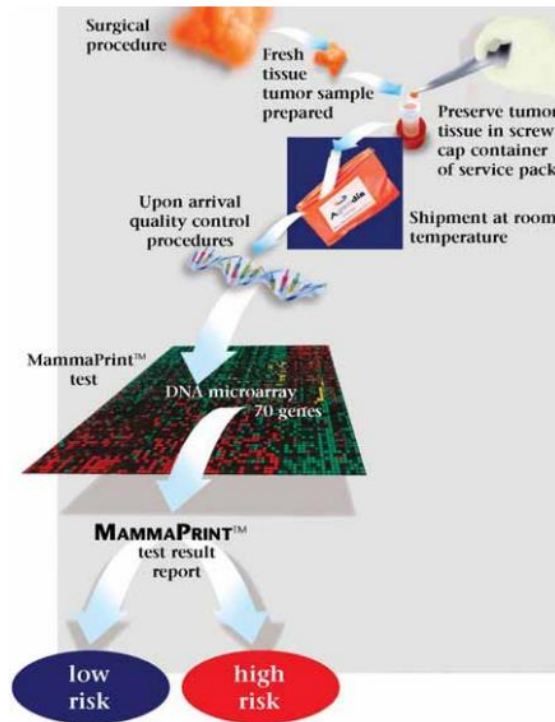 Surgical
procedure
Fresh
tissue
tumor sample
prepared
Preserve tumor
tissue in screw
cap container
of service pack
Shipment at room
temperature
Upon arrival
quality control
procedures
MammaPrint™
test
DNA microarray
70 genes
MAMMAPRINT™
test result
report
low
risk
high
risk